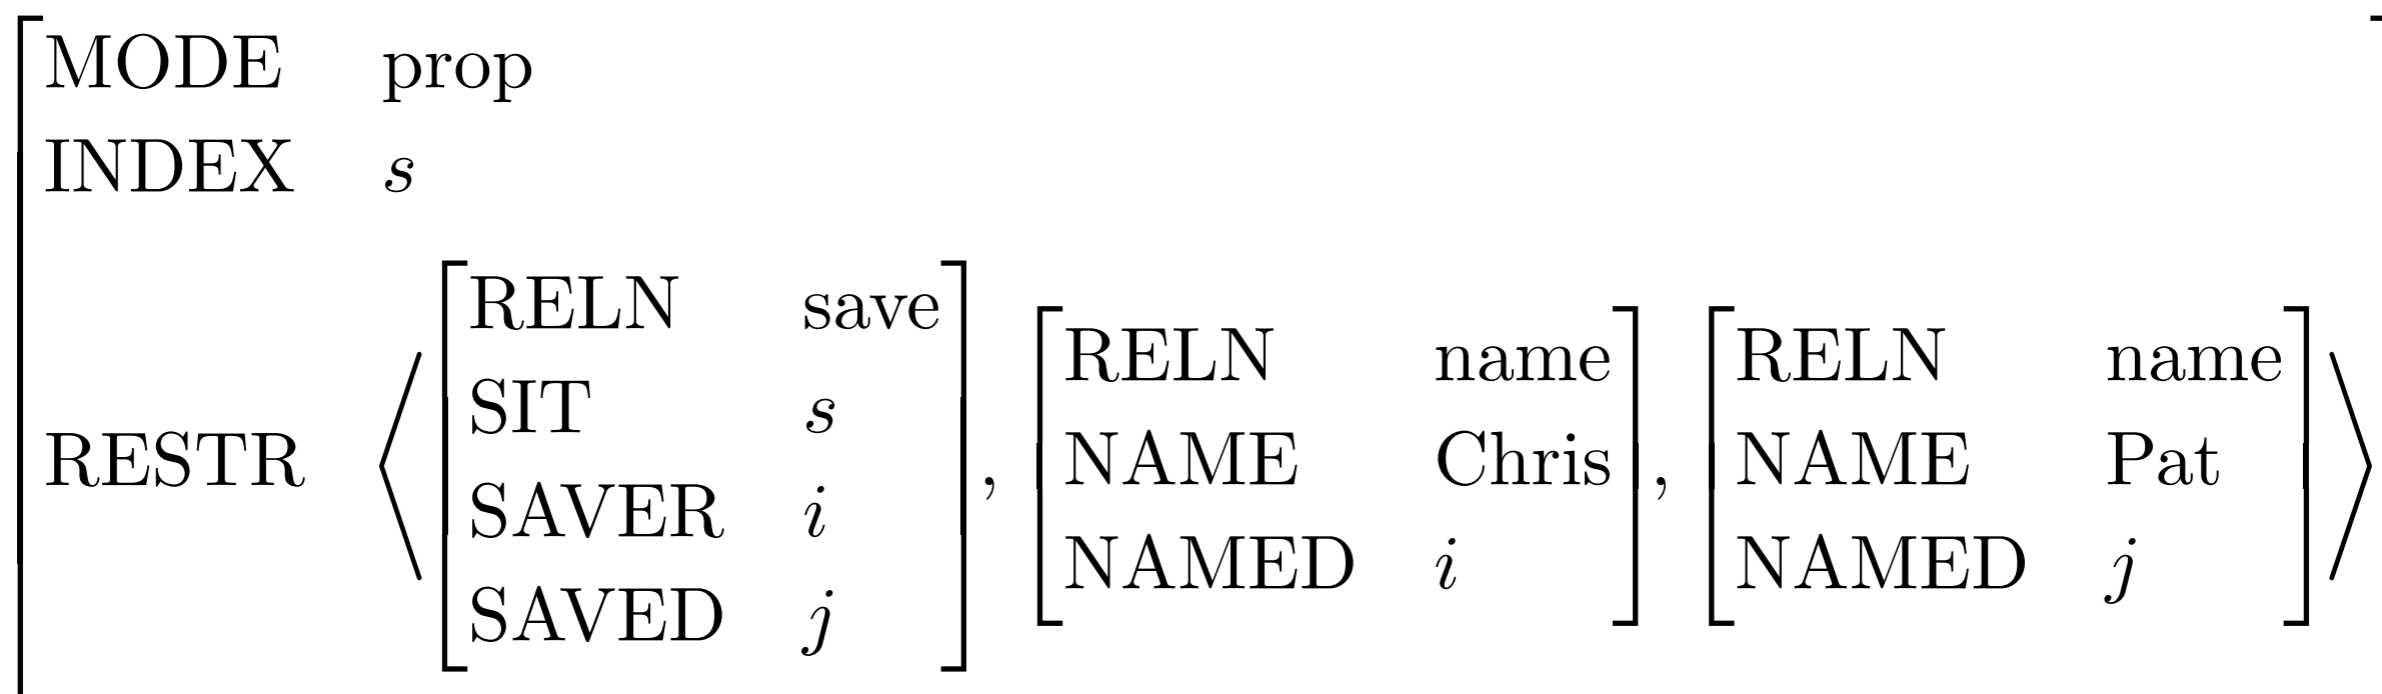 MODE prop
INDEX s
RELN save
SIT s
SAVER i
SAVED j
RESTR ⟨ , , ⟩
RELN name
NAME Chris
NAMED i
RELN name
NAME Pat
NAMED j